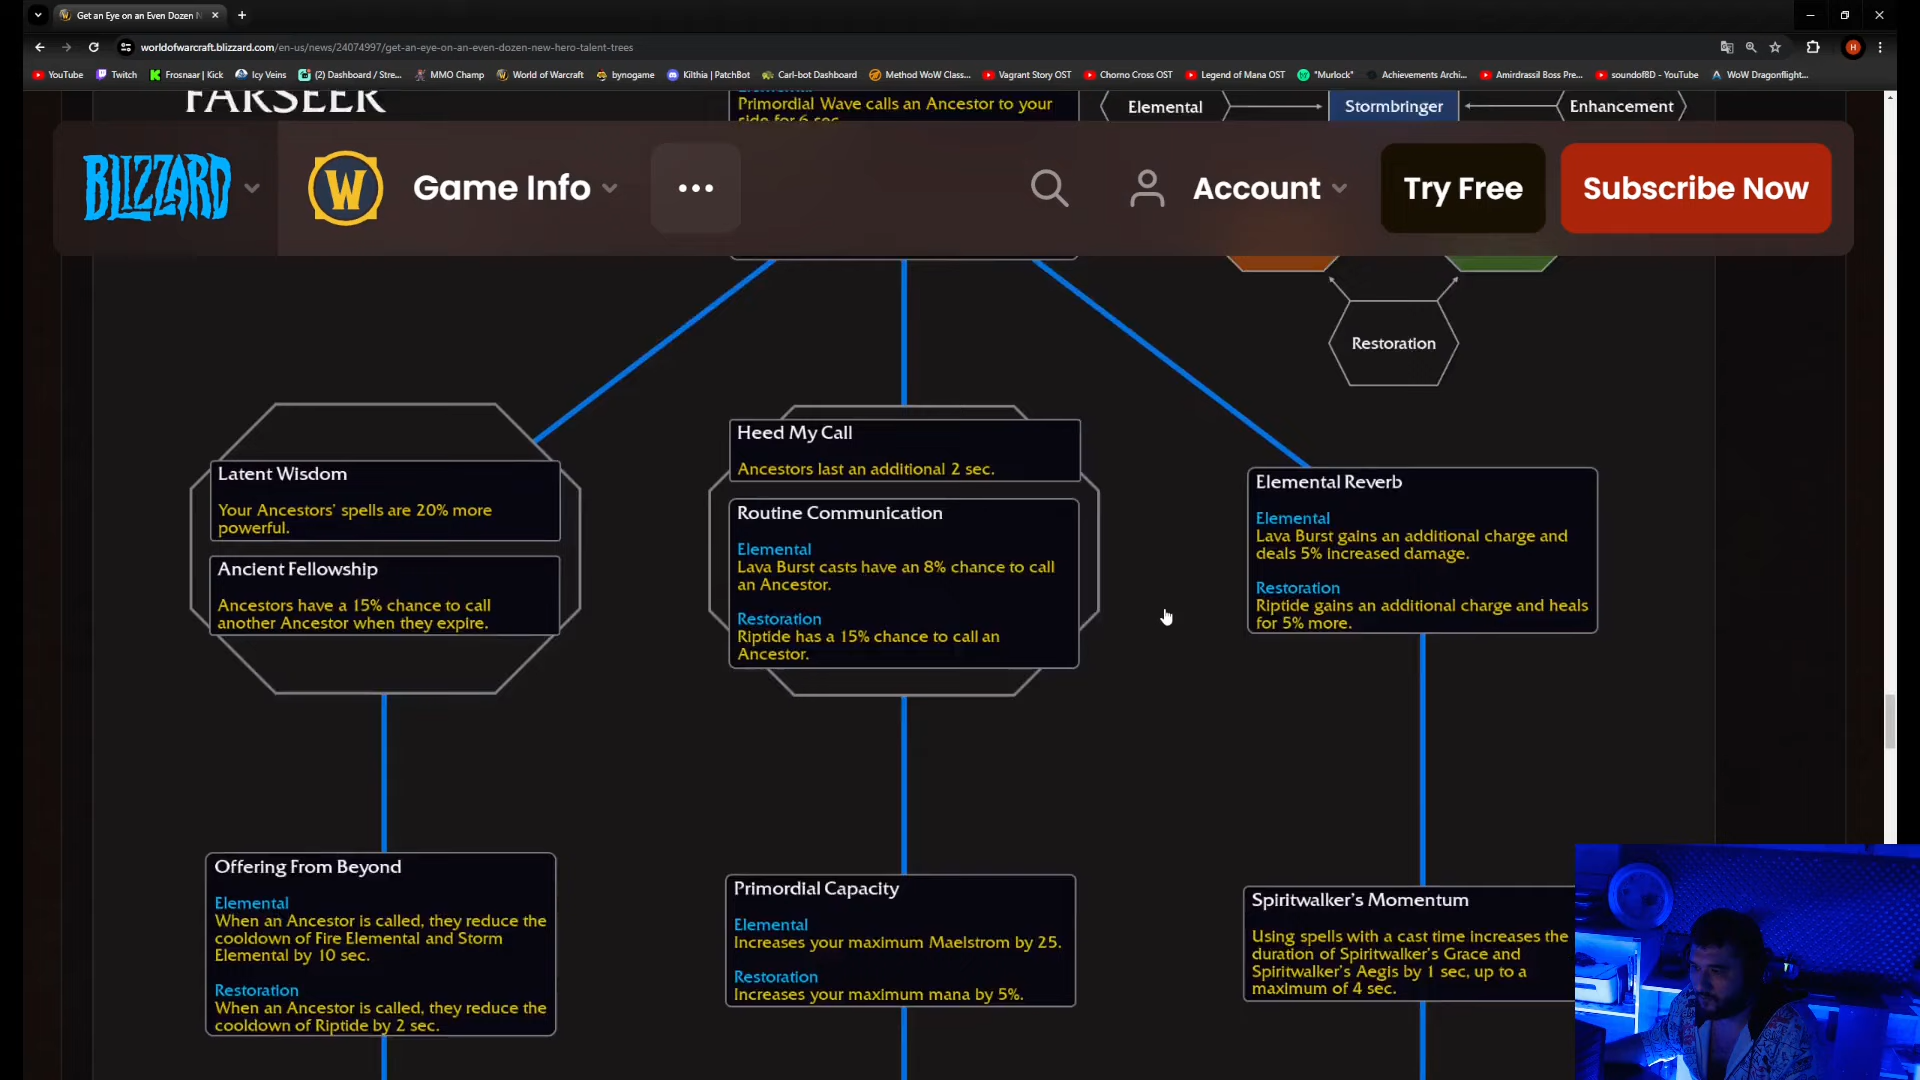 Get an Eye on an Even Dozen N
worldofwarcraft.blizzard.com/en-us/news/24074997/get-an-eye-on-an-even-dozen-new-hero-talent-trees
YouTube
Twitch
Frosnaar | Kick
Icy Veins
(2) Dashboard / Stre...
MMO Champ
World of Warcraft
bynogame
Kilthia | PatchBot
Carl-bot Dashboard
Method WoW Class...
Vagrant Story OST
Chorno Cross OST
Legend of Mana OST
"Murlock"
Achievements Archi...
Amirdrassil Boss Pre...
soundofBD - YouTube
WoW Dragonflight...
H
FARSEER
Elemental
Primordial Wave calls an Ancestor to your
side for 6 sec.
Elemental
Stormbringer
Enhancement
BLIZZARD
W
Game Info
Account
Try Free
Subscribe Now
Restoration
Latent Wisdom
Your Ancestors' spells are 20% more
powerful.
Ancient Fellowship
Ancestors have a 15% chance to call
another Ancestor when they expire.
Heed My Call
Ancestors last an additional 2 sec.
Routine Communication
Elemental
Lava Burst casts have an 8% chance to call
an Ancestor.
Restoration
Riptide has a 15% chance to call an
Ancestor.
Elemental Reverb
Elemental
Lava Burst gains an additional charge and
deals 5% increased damage.
Restoration
Riptide gains an additional charge and heals
for 5% more.
Offering From Beyond
Elemental
When an Ancestor is called, they reduce the
cooldown of Fire Elemental and Storm
Elemental by 10 sec.
Restoration
When an Ancestor is called, they reduce the
cooldown of Riptide by 2 sec.
Primordial Capacity
Elemental
Increases your maximum Maelstrom by 25.
Restoration
Increases your maximum mana by 5%.
Spiritwalker's Momentum
Using spells with a cast time increases the
duration of Spiritwalker's Grace and
Spiritwalker's Aegis by 1 sec, up to a
maximum of 4 sec.